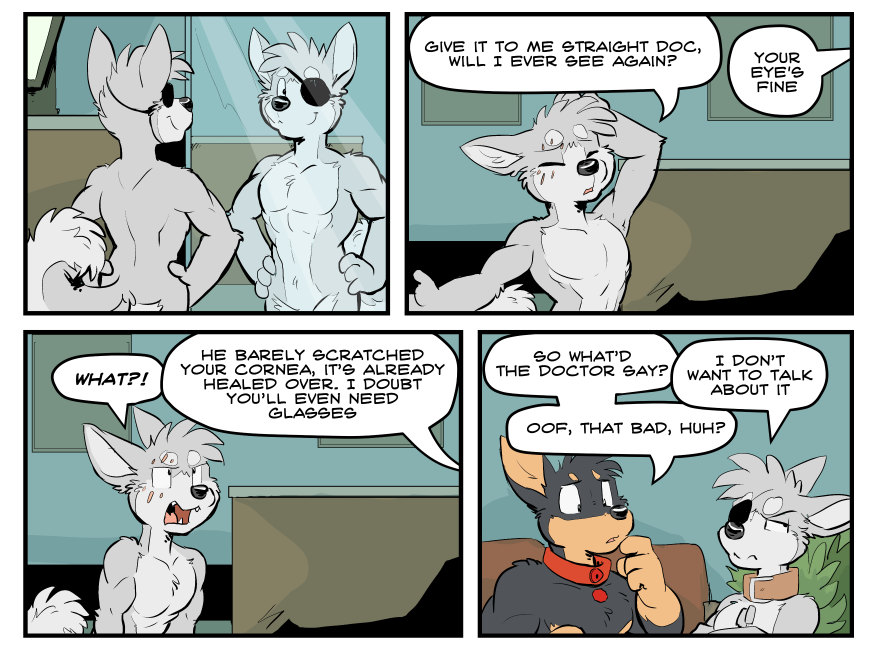 GIVE IT TO ME STRAIGHT DOC,
WILL I EVER SEE AGAIN?
YOUR
EYE'S
FINE
WHAT?!
HE BARELY SCRATCHED
YOUR CORNEA, IT'S ALREADY
HEALED OVER. I DOUBT
YOU'LL EVEN NEED
GLASSES
SO WHAT'D
THE DOCTOR SAY?
I DON'T
WANT TO TALK
ABOUT IT
OOF, THAT BAD, HUH?